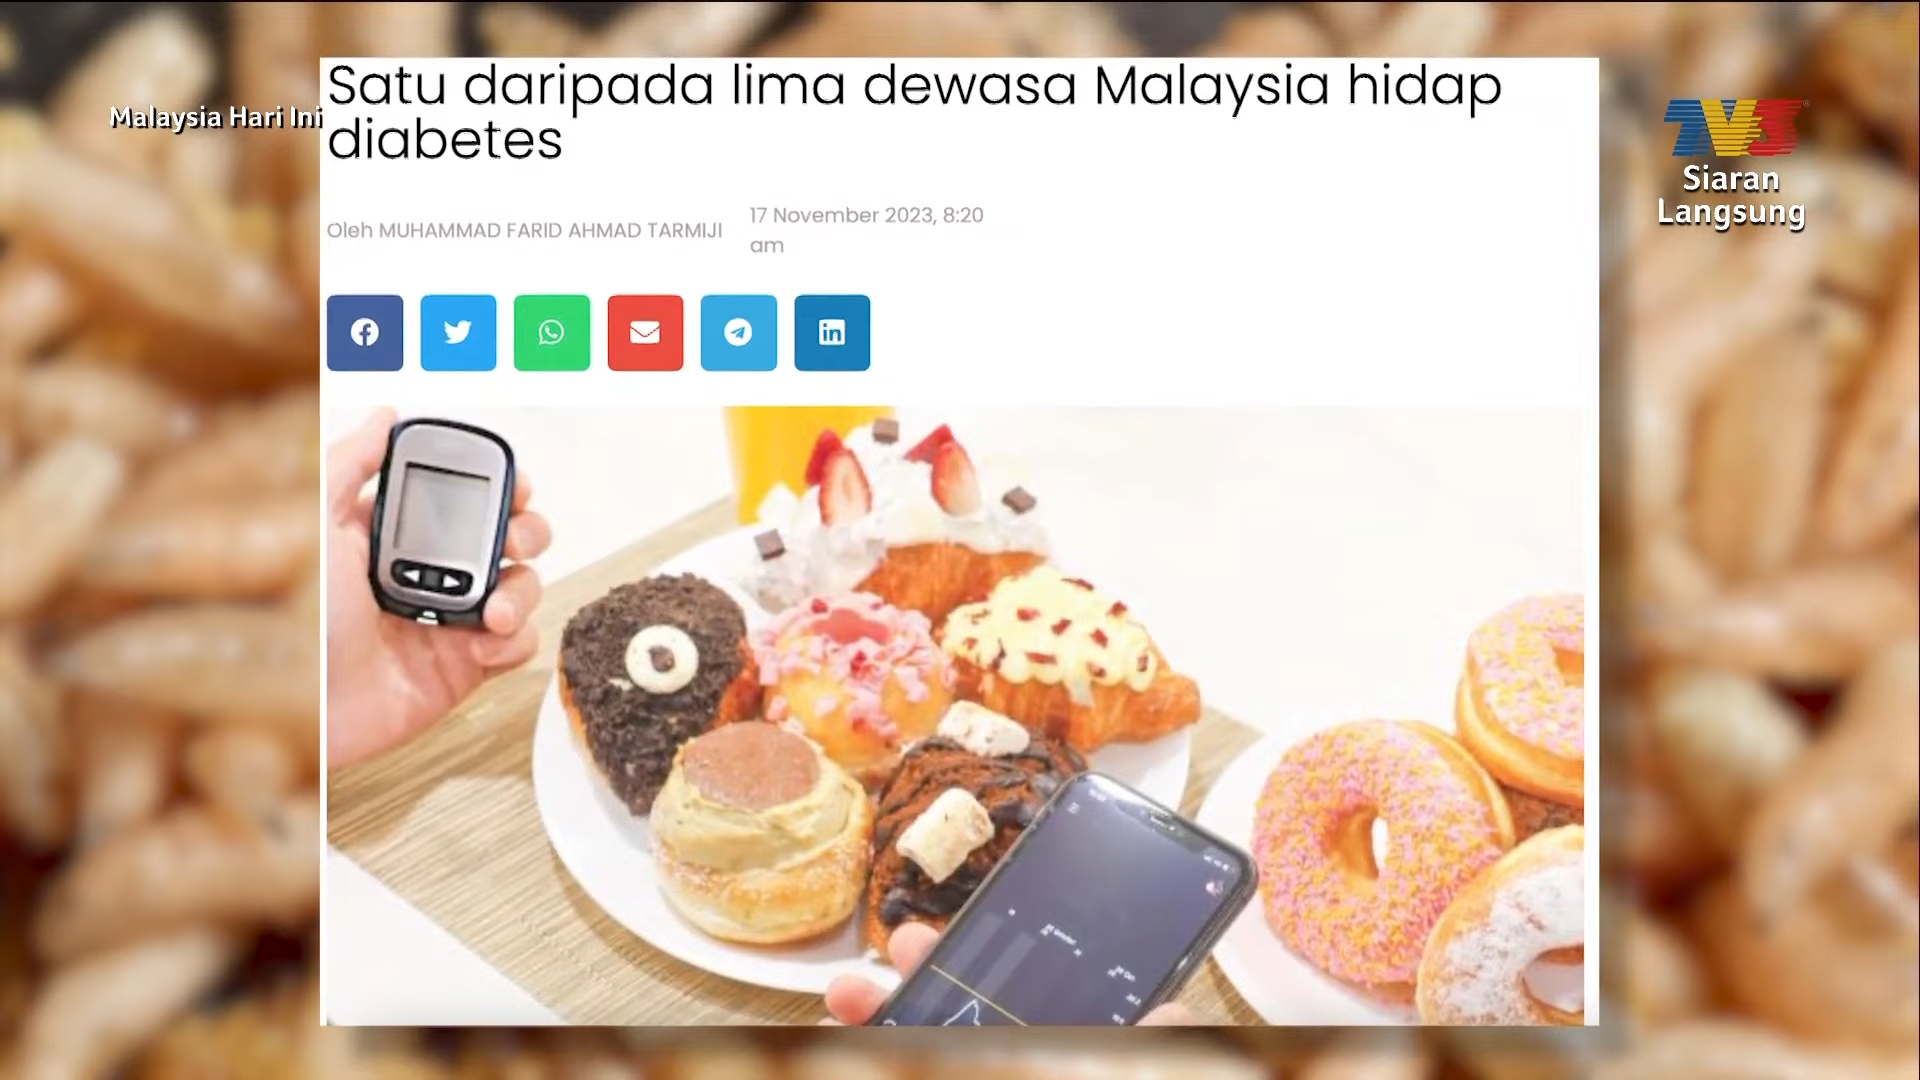 Satu daripada lima dewasa Malaysia hidap
diabetes
Malaysia Hari Ini
Oleh MUHAMMAD FARID AHMAD TARMIJI
17 November 2023, 8:20
am
TV3
Siaran
Langsung